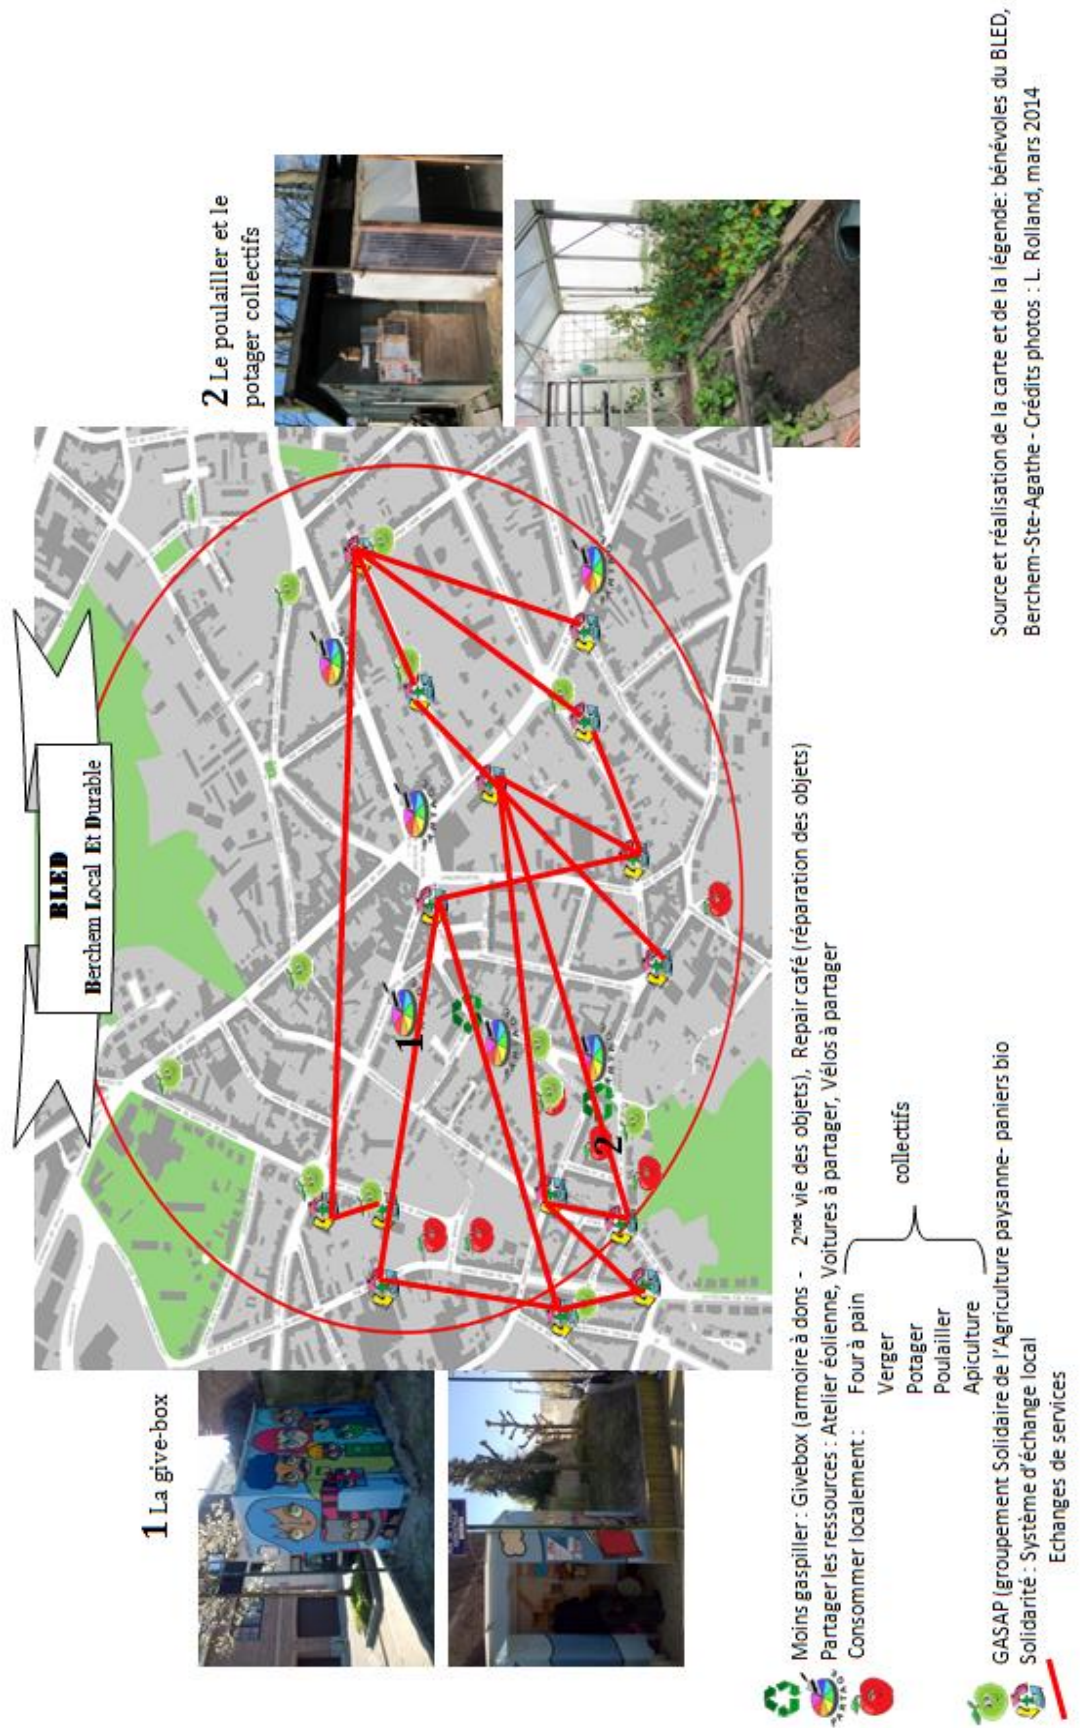 BLED
Berchem Local Et Durable
1 La give-box
2 Le poulailler et le
potager collectifs
1
2
Moins gaspiller : Givebox (armoire à dons - 2nde vie des objets), Repair café (réparation des objets)
Partager les ressources : Atelier éolienne, Voitures à partager, Vélos à partager
Consommer localement : Four à pain
Verger
Potager
Poulailler
Apiculture
collectifs
GASAP (groupement Solidaire de l'Agriculture paysanne- paniers bio
Solidarité : Système d'échange local
Echanges de services
PARTAGE
Source et réalisation de la carte et de la légende: bénévoles du BLED,
Berchem-Ste-Agathe - Crédits photos : L. Rolland, mars 2014